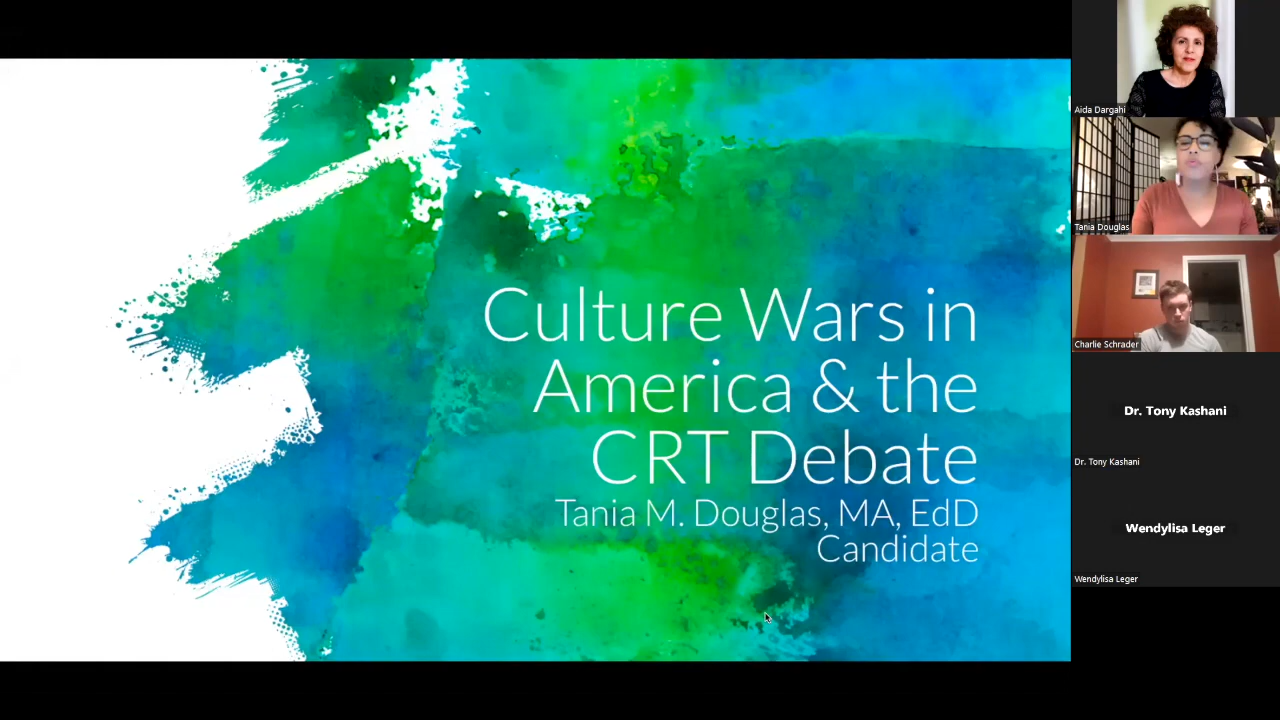 Culture Wars in
America & the
CRT Debate
Tania M. Douglas, MA, EdD
Candidate
Aida Dargahi
Tania Douglas
Charlie Schrader
Dr. Tony Kashani
Dr. Tony Kashani
Wendylisa Leger
Wendylisa Leger